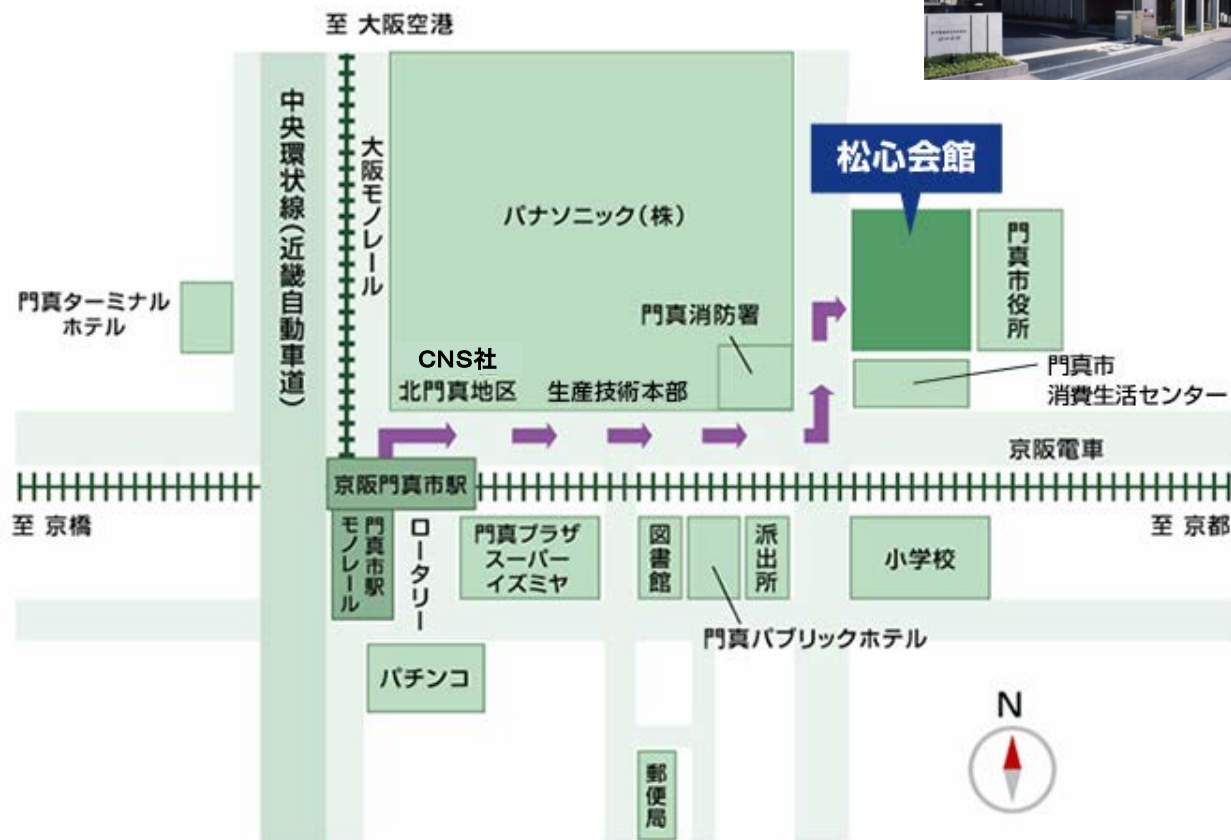 至 大阪空港
中央環状線(近畿自動車道)
大阪モノレール
パナソニック(株)
松心会館
門真市役所
門真ターミナル
ホテル
門真消防署
CNS社
北門真地区
生産技術本部
門真市
消費生活センター
京阪電車
京阪門真市駅
至 京橋
至 京都
モノレール
門真市駅
ロータリー
門真プラザ
スーパー
イズミヤ
図書館
派出所
小学校
門真パブリックホテル
パチンコ
郵便局
N